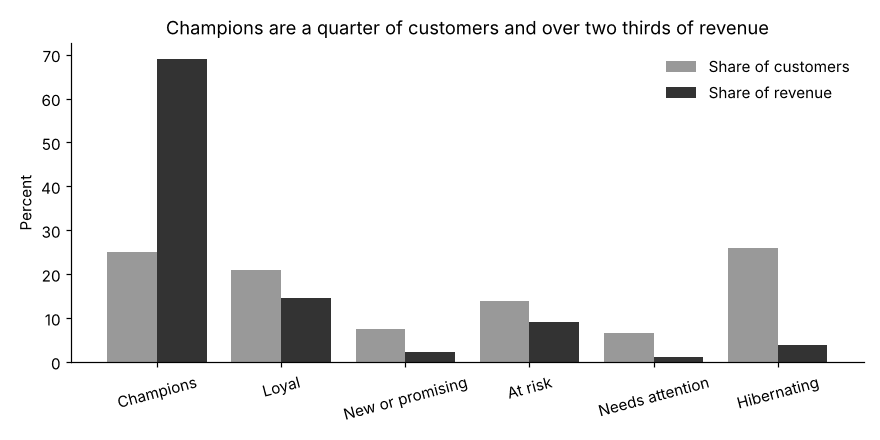 Champions are a quarter of customers and over two thirds of revenue
Share of customers
Share of revenue
Percent
70
60
50
40
30
20
10
0
Champions
Loyal
New or promising
At risk
Needs attention
Hibernating